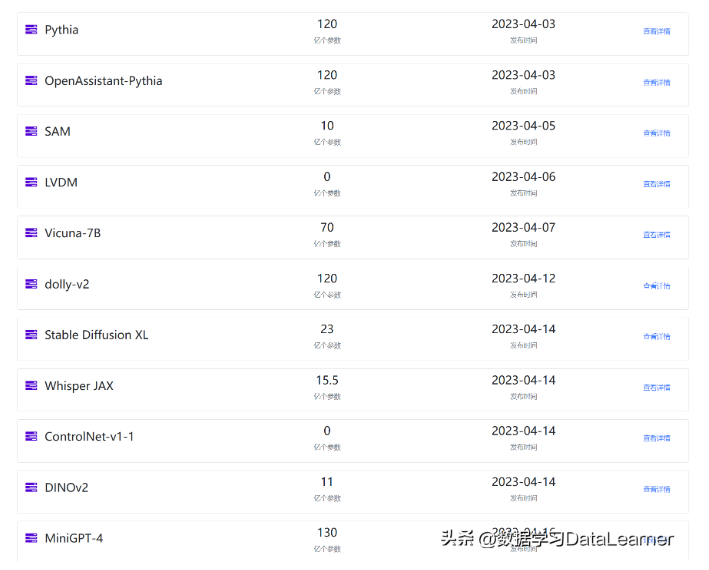 Pythia 120 2023-04-03 查看详情
亿个参数 发布时间
OpenAssistant-Pythia 120 2023-04-03 查看详情
亿个参数 发布时间
SAM 10 2023-04-05 查看详情
亿个参数 发布时间
LVDM 0 2023-04-06 查看详情
亿个参数 发布时间
Vicuna-7B 70 2023-04-07 查看详情
亿个参数 发布时间
dolly-v2 120 2023-04-12 查看详情
亿个参数 发布时间
Stable Diffusion XL 23 2023-04-14 查看详情
亿个参数 发布时间
Whisper JAX 15.5 2023-04-14 查看详情
亿个参数 发布时间
ControlNet-v1-1 0 2023-04-14 查看详情
亿个参数 发布时间
DINOv2 11 2023-04-14 查看详情
亿个参数 发布时间
MiniGPT-4 130 2023-04-16
亿个参数 发布时间
头条 @数据学习DataLearner